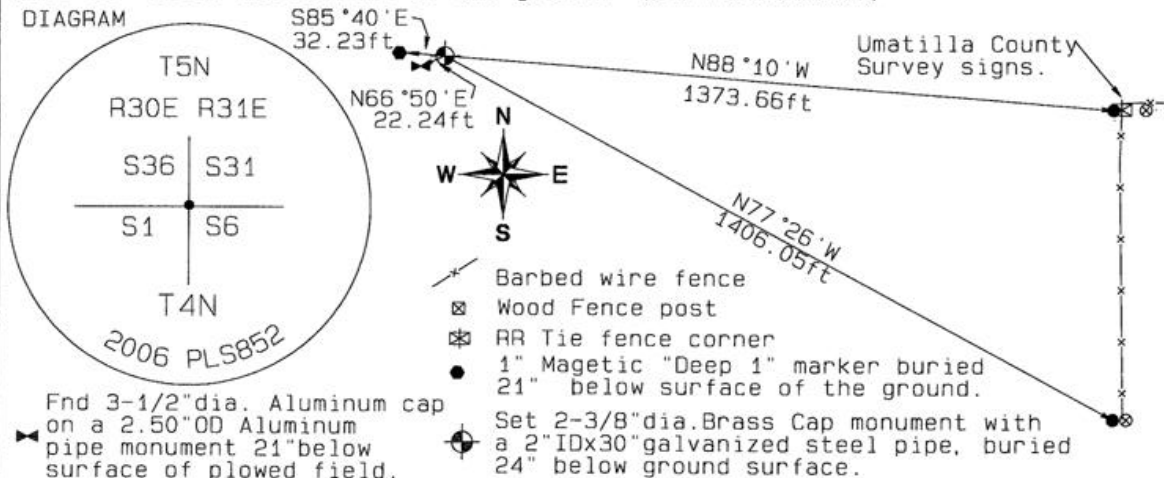 DIAGRAM
T5N
R30E R31E
S36 S31
S1 S6
T4N
2006 PLS852
S85°40'E
32.23ft
N66°50'E
22.24ft
N88°10'W
1373.66ft
Umatilla County
Survey signs.
N
W E
S
N77°26'W
1406.05ft
Barbed wire fence
Wood Fence post
RR Tie fence corner
1" Magetic "Deep 1" marker buried
21" below surface of the ground.
Fnd 3-1/2"dia. Aluminum cap
on a 2.50"OD Aluminum
pipe monument 21"below
surface of plowed field.
Set 2-3/8"dia.Brass Cap monument with
a 2"IDx30"galvanized steel pipe, buried
24" below ground surface.